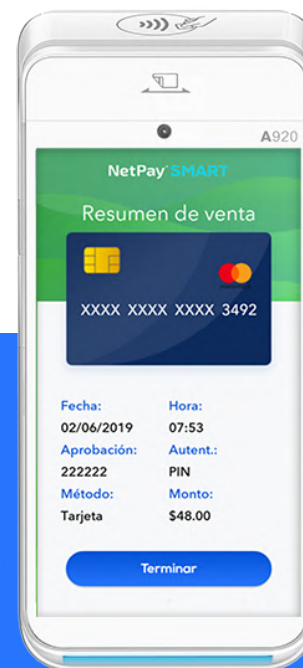 A920
NetPay SMART
Resumen de venta
XXXX XXXX XXXX 3492
Fecha: Hora:
02/06/2019 07:53
Aprobación: Autent.:
222222 PIN
Método: Monto:
Tarjeta $48.00
Terminar